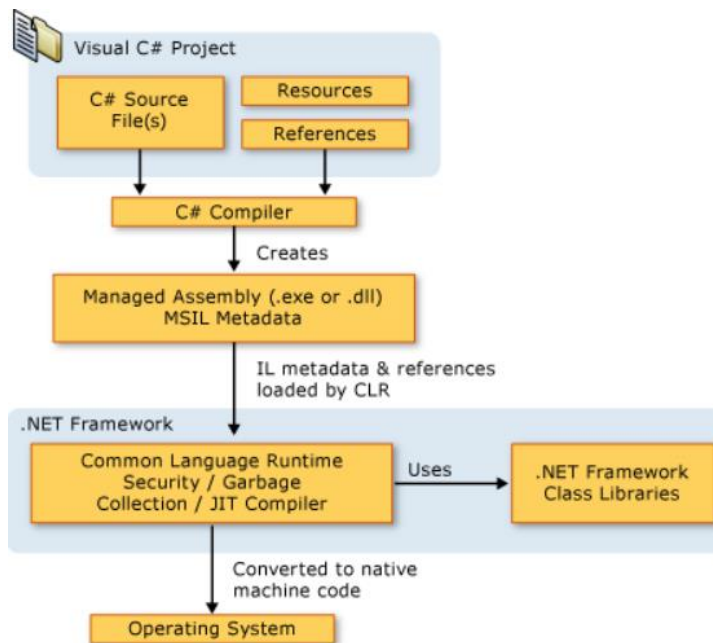 Visual C# Project
C# Source
File(s)
Resources
References
C# Compiler
Creates
Managed Assembly (.exe or .dll)
MSIL Metadata
IL metadata & references
loaded by CLR
.NET Framework
Common Language Runtime
Security / Garbage
Collection / JIT Compiler
Uses
.NET Framework
Class Libraries
Converted to native
machine code
Operating System